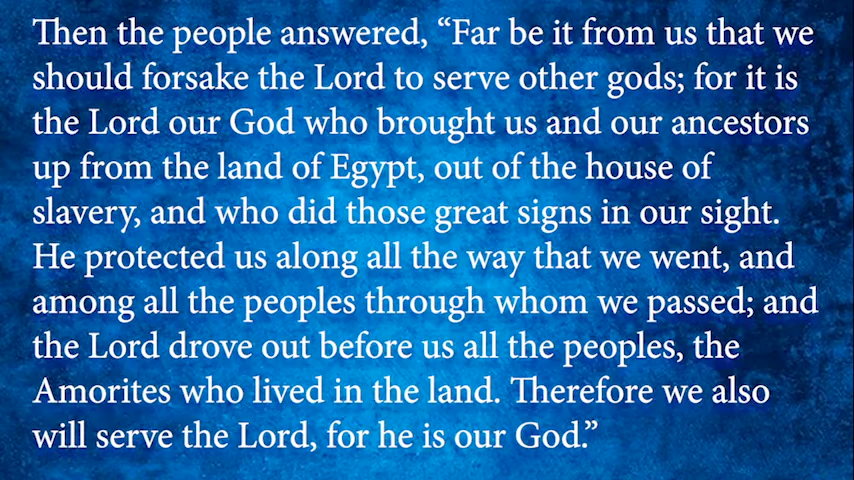 Then the people answered, “Far be it from us that we
should forsake the Lord to serve other gods; for it is
the Lord our God who brought us and our ancestors
up from the land of Egypt, out of the house of
slavery, and who did those great signs in our sight.
He protected us along all the way that we went, and
among all the peoples through whom we passed; and
the Lord drove out before us all the peoples, the
Amorites who lived in the land. Therefore we also
will serve the Lord, for he is our God.”